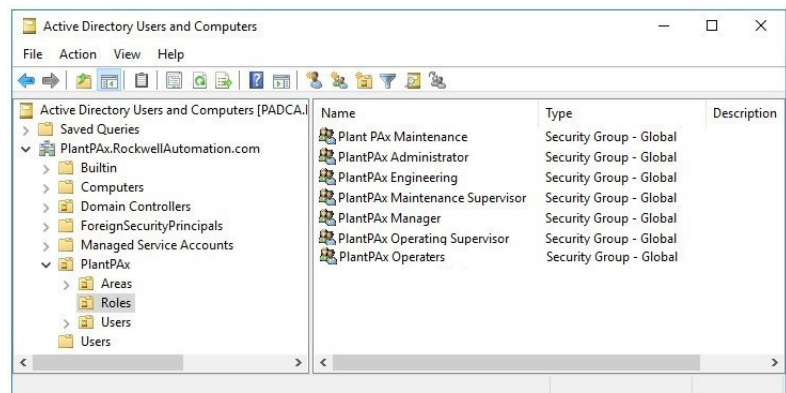 Active Directory Users and Computers
File Action View Help
Active Directory Users and Computers [PADCA.
Saved Queries
PlantPAx.RockwellAutomation.com
Builtin
Computers
Domain Controllers
ForeignSecurityPrincipals
Managed Service Accounts
PlantPAx
Areas
Roles
Users
Users
Name Type Description
Plant PAx Maintenance Security Group - Global
PlantPAx Administrator Security Group - Global
PlantPAx Engineering Security Group - Global
PlantPAx Maintenance Supervisor Security Group - Global
PlantPAx Manager Security Group - Global
PlantPAx Operating Supervisor Security Group - Global
PlantPAx Operaters Security Group - Global